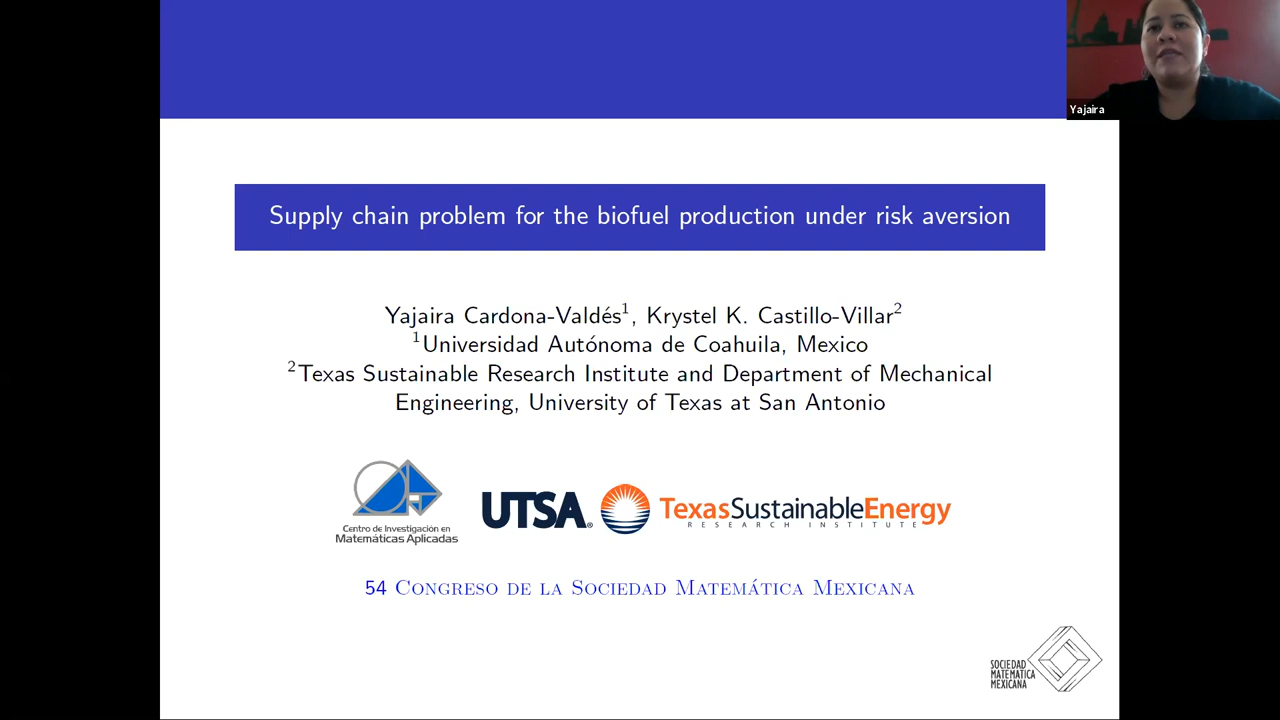 Yajaira
Supply chain problem for the biofuel production under risk aversion
Yajaira Cardona-Valdés¹, Krystel K. Castillo-Villar²
¹Universidad Autónoma de Coahuila, Mexico
²Texas Sustainable Research Institute and Department of Mechanical
Engineering, University of Texas at San Antonio
Centro de Investigación en
Matemáticas Aplicadas
UTSA®
TexasSustainableEnergy
RESEARCH INSTITUTE
54 Congreso de la Sociedad Matemática Mexicana
SOCIEDAD
MATEMATICA
MEXICANA